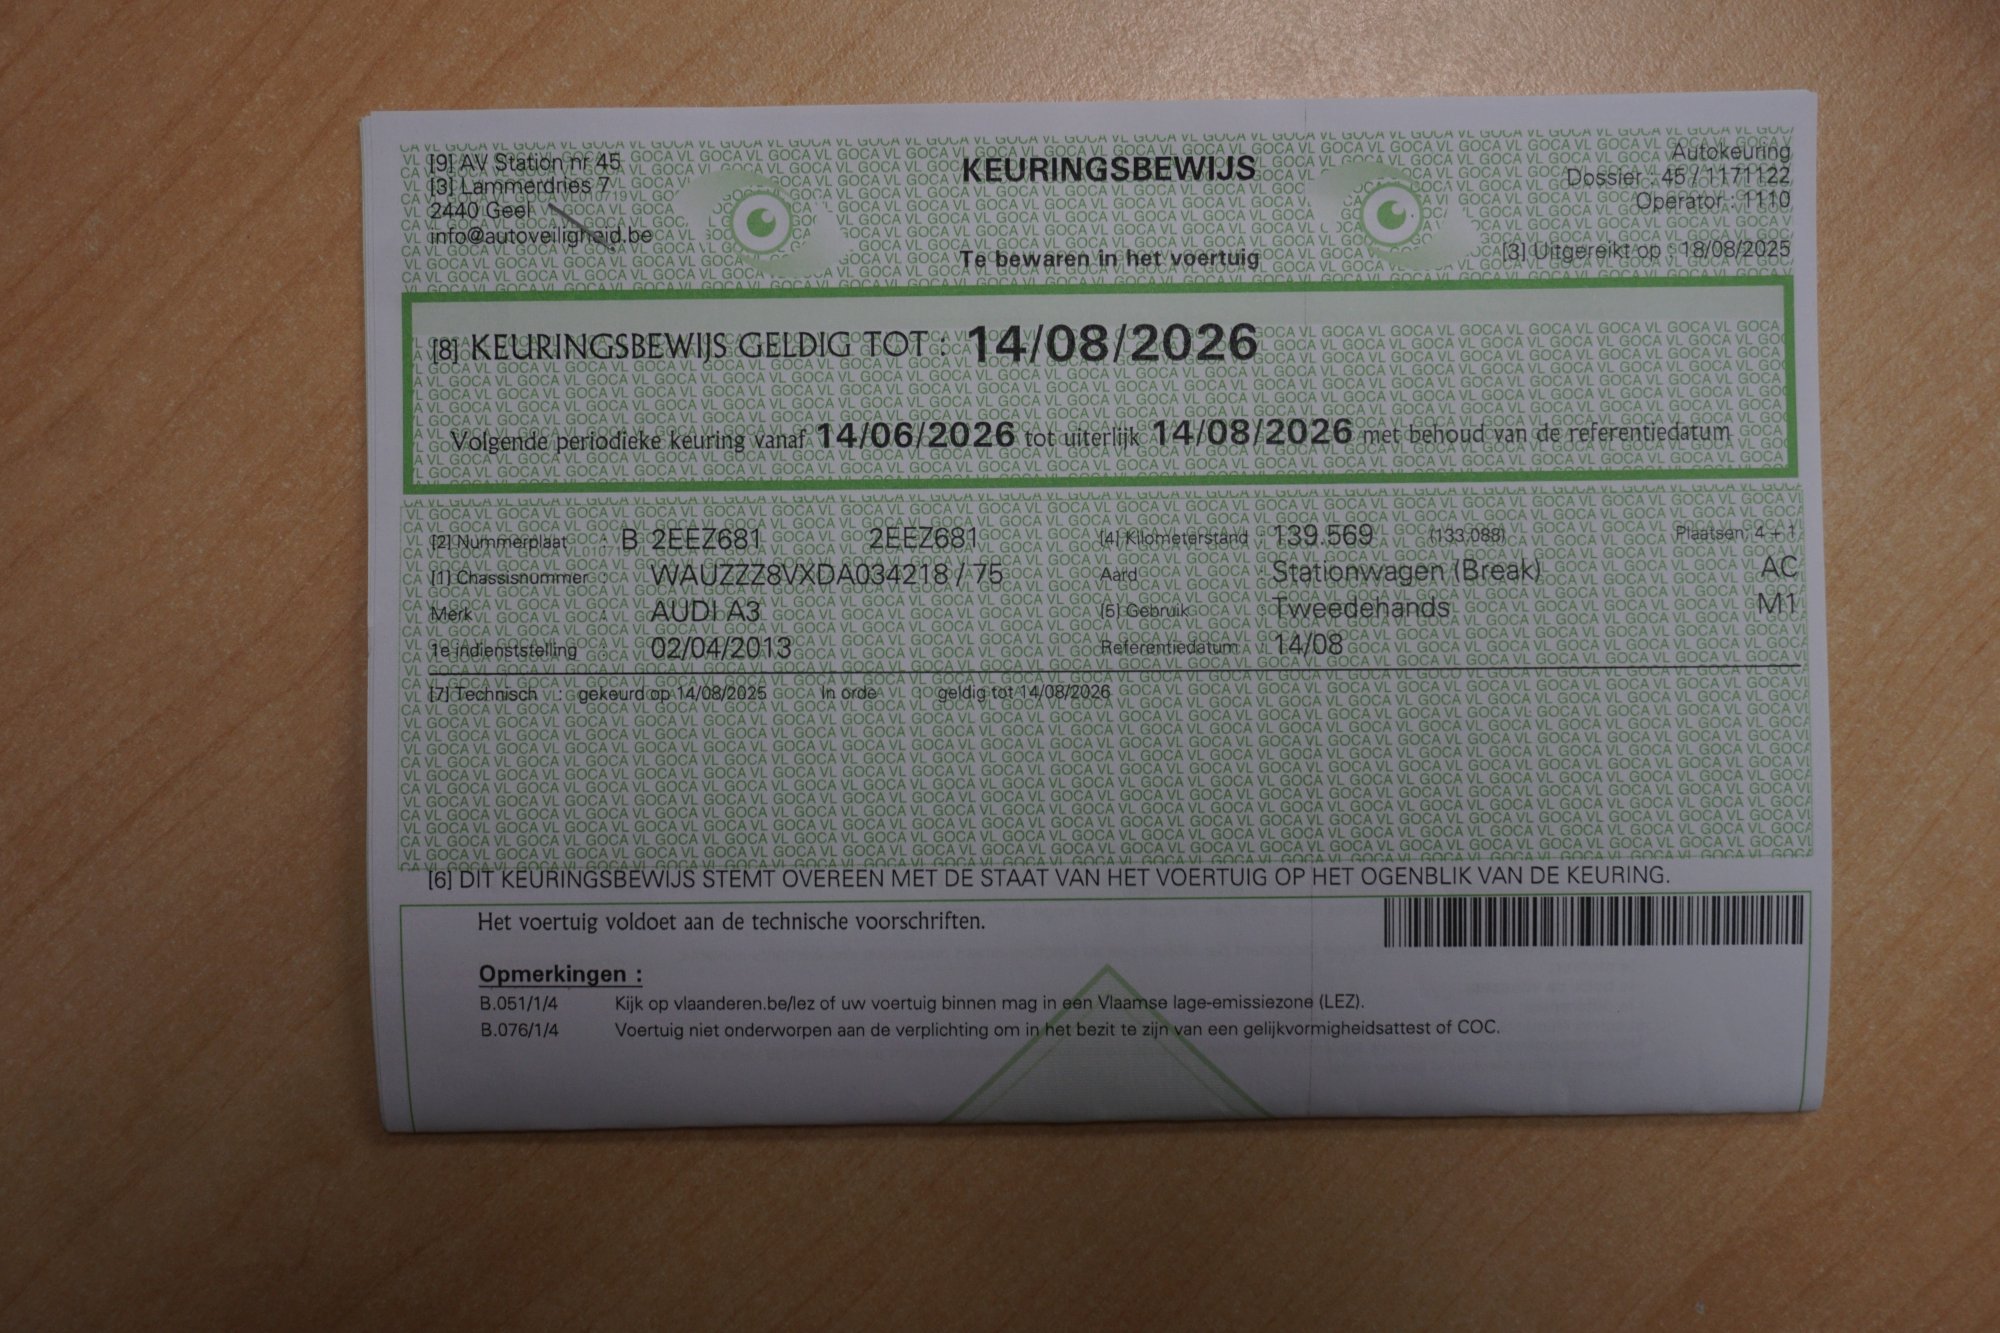 [9] AV Station nr 45
[3] Lammerdries 7
2440 Geel
info@autoveiligheid.be
KEURINGSBEWIJS
Te bewaren in het voertuig
Autokeuring
Dossier : 45 / 1171122
Operator : 1110
[3] Uitgereikt op : 18/08/2025
[8] KEURINGSBEWIJS GELDIG TOT : 14/08/2026
Volgende periodieke keuring vanaf 14/06/2026 tot uiterlijk 14/08/2026 met behoud van de referentiedatum
[2] Nummerplaat : B 2EEZ681 2EEZ681 [4] Kilometerstand : 139.569 (133.088) Plaatsen: 4 + 1
[1] Chassisnummer : WAUZZZ8VXDA034218 / 75 Aard : Stationwagen (Break) AC
Merk : AUDI A3 [5] Gebruik : Tweedehands M1
1e indienststelling : 02/04/2013 Referentiedatum : 14/08
[7] Technisch : gekeurd op 14/08/2025 In orde : geldig tot 14/08/2026
[6] DIT KEURINGSBEWIJS STEMT OVEREEN MET DE STAAT VAN HET VOERTUIG OP HET OGENBLIK VAN DE KEURING.
Het voertuig voldoet aan de technische voorschriften.
Opmerkingen :
B.051/1/4 Kijk op vlaanderen.be/lez of uw voertuig binnen mag in een Vlaamse lage-emissiezone (LEZ).
B.076/1/4 Voertuig niet onderworpen aan de verplichting om in het bezit te zijn van een gelijkvormigheidsattest of COC.